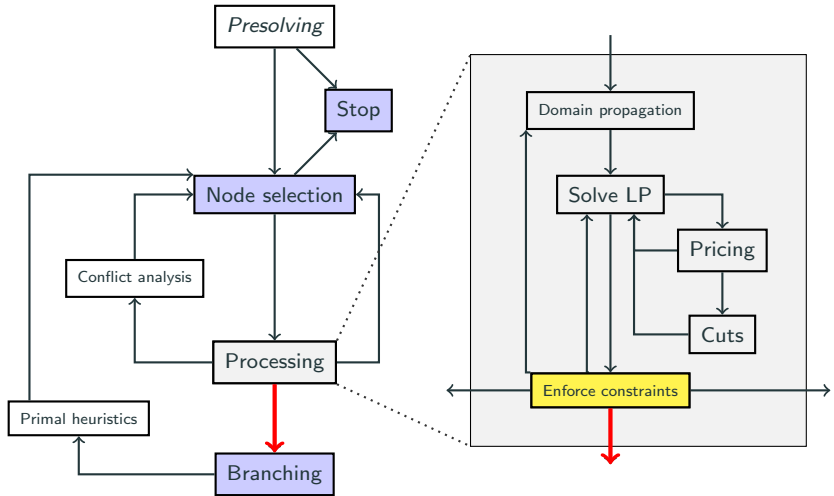 Presolving
Stop
Node selection
Conflict analysis
Processing
Primal heuristics
Branching
Domain propagation
Solve LP
Pricing
Cuts
Enforce constraints